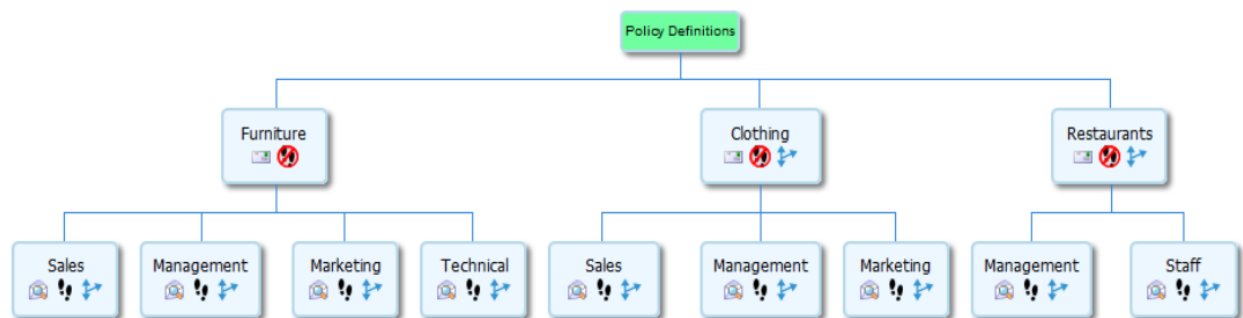 Policy Definitions
Furniture
Clothing
Restaurants
Sales
Management
Marketing
Technical
Sales
Management
Marketing
Management
Staff